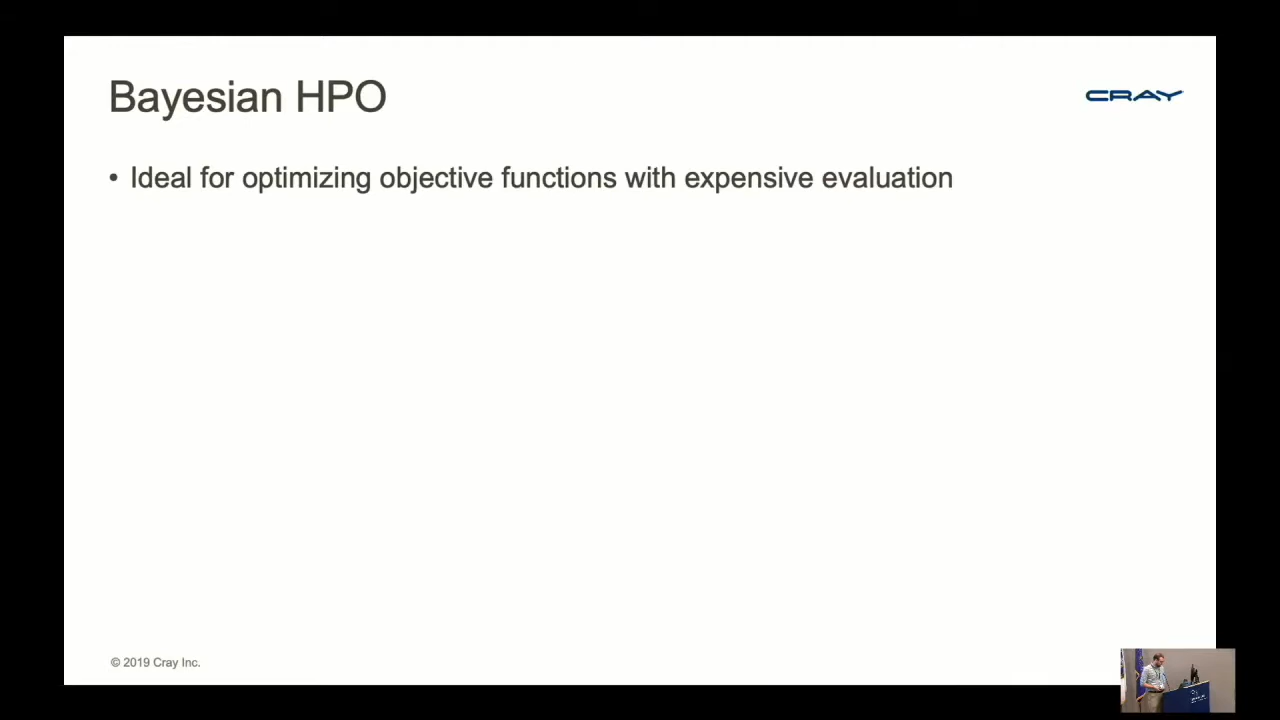 Bayesian HPO
CRAY
• Ideal for optimizing objective functions with expensive evaluation
© 2019 Cray Inc.